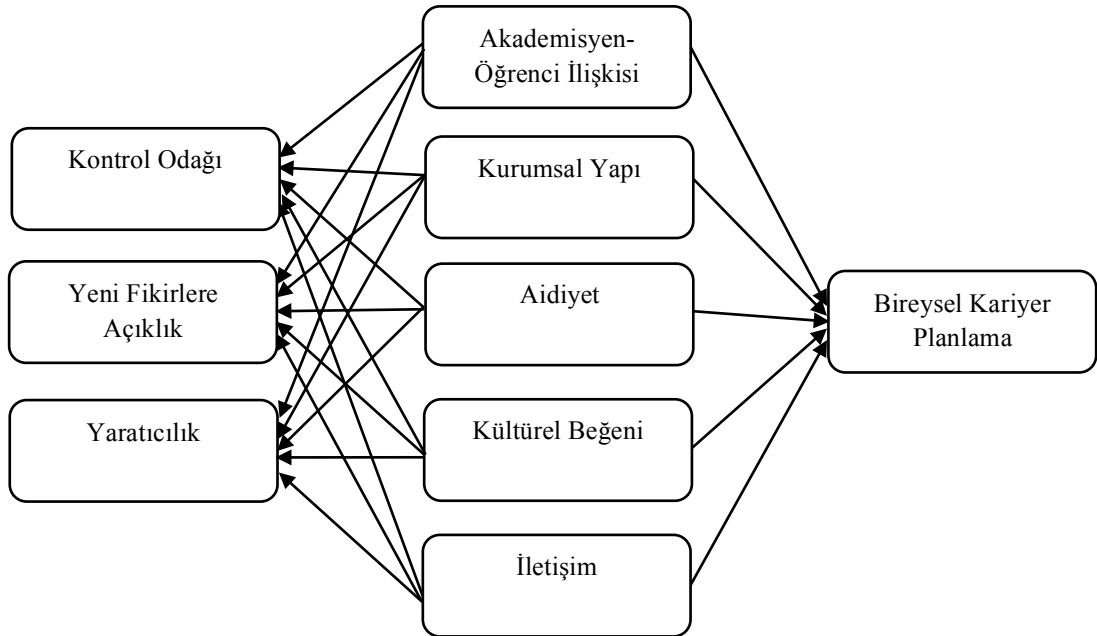 Akademisyen-
Öğrenci İlişkisi
Kontrol Odağı
Kurumsal Yapı
Yeni Fikirlere
Açıklık
Aidiyet
Bireysel Kariyer
Planlama
Yaratıcılık
Kültürel Beğeni
İletişim